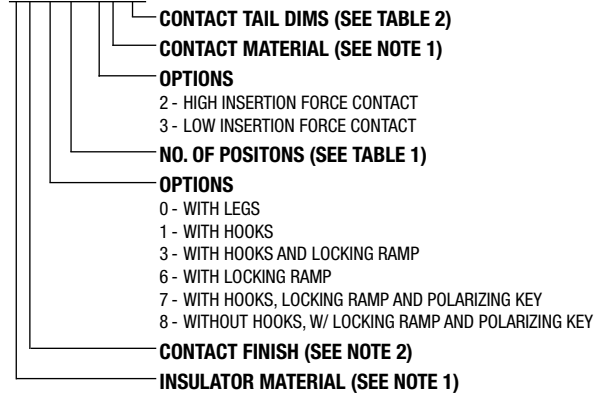 CONTACT TAIL DIMS (SEE TABLE 2)
CONTACT MATERIAL (SEE NOTE 1)
OPTIONS
2 - HIGH INSERTION FORCE CONTACT
3 - LOW INSERTION FORCE CONTACT
NO. OF POSITONS (SEE TABLE 1)
OPTIONS
0 - WITH LEGS
1 - WITH HOOKS
3 - WITH HOOKS AND LOCKING RAMP
6 - WITH LOCKING RAMP
7 - WITH HOOKS, LOCKING RAMP AND POLARIZING KEY
8 - WITHOUT HOOKS, W/ LOCKING RAMP AND POLARIZING KEY
CONTACT FINISH (SEE NOTE 2)
INSULATOR MATERIAL (SEE NOTE 1)